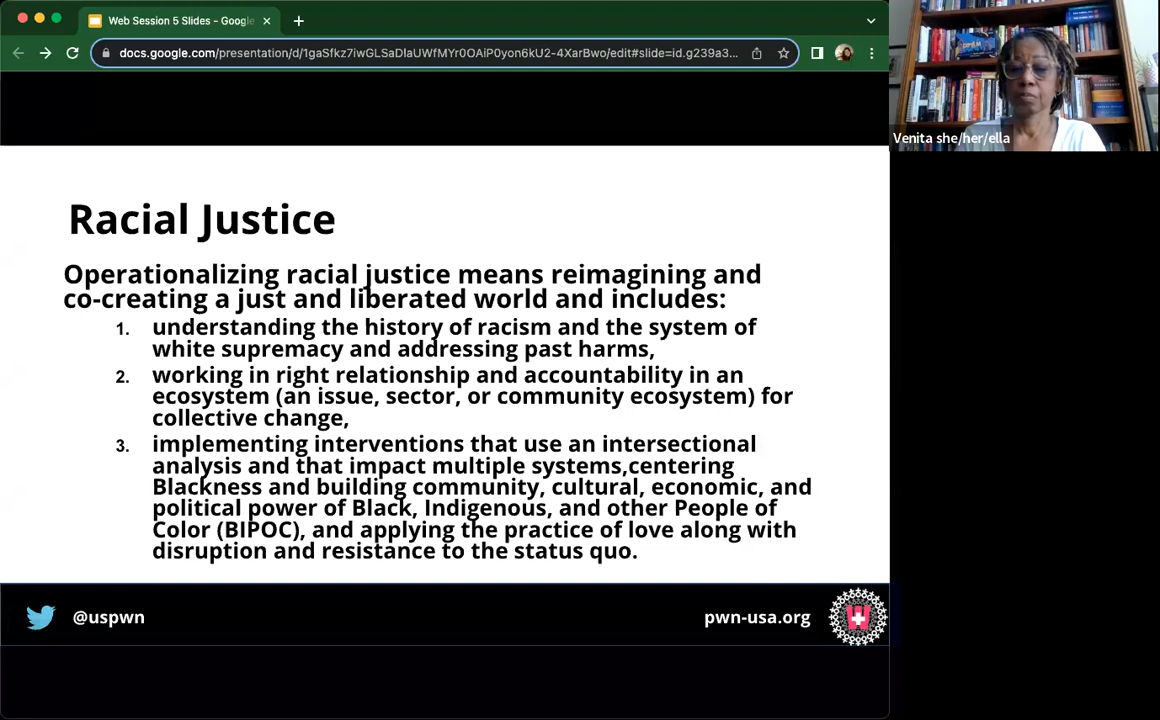 Web Session 5 Slides - Google
docs.google.com/presentation/d/1gaSfkz7iwGLSaDlaUWfMYr0OAiP0yon6kU2-4XarBwo/edit#slide=id.g239a3...
Venita she/her/ella
Racial Justice
Operationalizing racial justice means reimagining and
co-creating a just and liberated world and includes:
1. understanding the history of racism and the system of
white supremacy and addressing past harms,
2. working in right relationship and accountability in an
ecosystem (an issue, sector, or community ecosystem) for
collective change,
3. implementing interventions that use an intersectional
analysis and that impact multiple systems,centering
Blackness and building community, cultural, economic, and
political power of Black, Indigenous, and other People of
Color (BIPOC), and applying the practice of love along with
disruption and resistance to the status quo.
@uspwn
pwn-usa.org